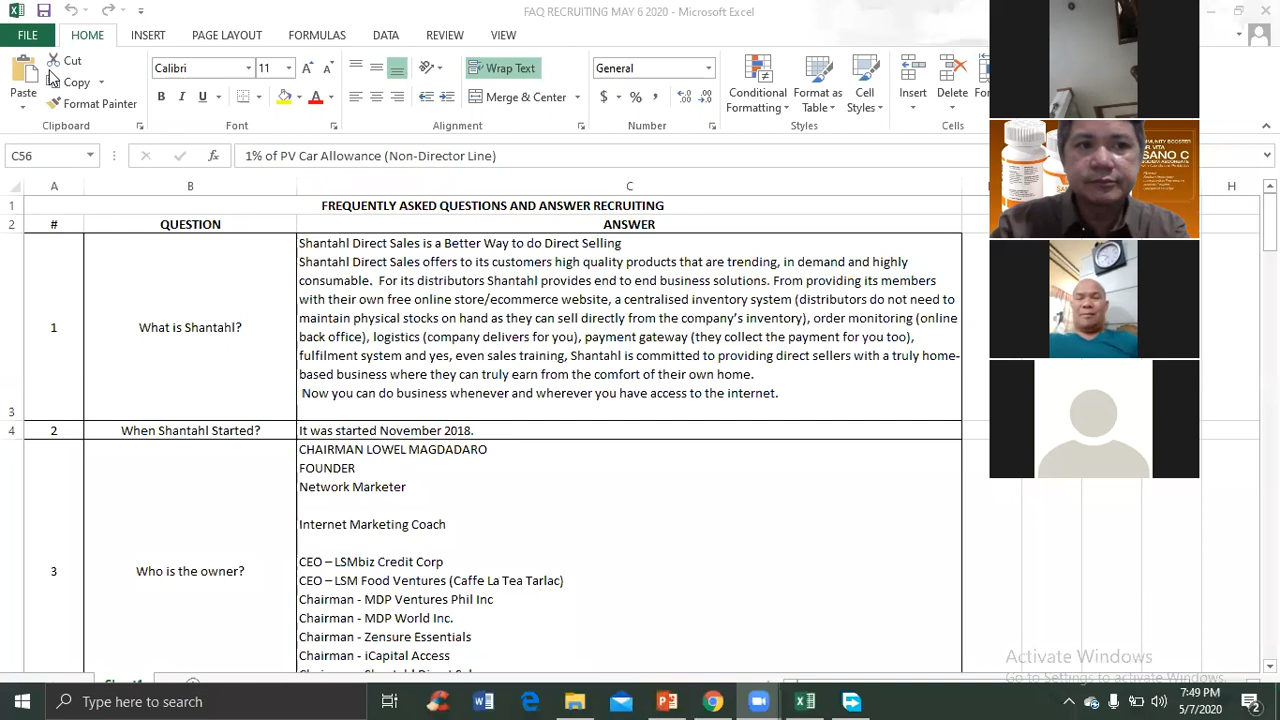 FAQ RECRUITING MAY 6 2020 - Microsoft Excel
FILE HOME INSERT PAGE LAYOUT FORMULAS DATA REVIEW VIEW
Cut
Copy
Format Painter
Paste
Clipboard
Calibri 11
B I U A
Font
Wrap Text
Merge & Center
Alignment
General
$ % ,
Number
Conditional Formatting
Format as Table
Cell Styles
Styles
Insert Delete
Cells
C56 fx 1% of PV Car Allowance (Non-Director Line)
A B C H
1
2 # QUESTION ANSWER
3 1 What is Shantahl?
Shantahl Direct Sales is a Better Way to do Direct Selling
Shantahl Direct Sales offers to its customers high quality products that are trending, in demand and highly
consumable. For its distributors Shantahl provides end to end business solutions. From providing its members
with their own free online store/ecommerce website, a centralised inventory system (distributors do not need to
maintain physical stocks on hand as they can sell directly from the company's inventory), order monitoring (online
back office), logistics (company delivers for you), payment gateway (they collect the payment for you too),
fulfilment system and yes, even sales training, Shantahl is committed to providing direct sellers with a truly home-
based business where they can truly earn from the comfort of their own home.
Now you can do business whenever and wherever you have access to the internet.
4 2 When Shantahl Started? It was started November 2018.
3 Who is the owner?
CHAIRMAN LOWEL MAGDADARO
FOUNDER
Network Marketer
Internet Marketing Coach
CEO – LSMbiz Credit Corp
CEO – LSM Food Ventures (Caffe La Tea Tarlac)
Chairman - MDP Ventures Phil Inc
Chairman - MDP World Inc.
Chairman - Zensure Essentials
Chairman - iCapital Access
SANO C
Activate Windows
Go to Settings to activate Windows.
Type here to search
7:49 PM
5/7/2020
2